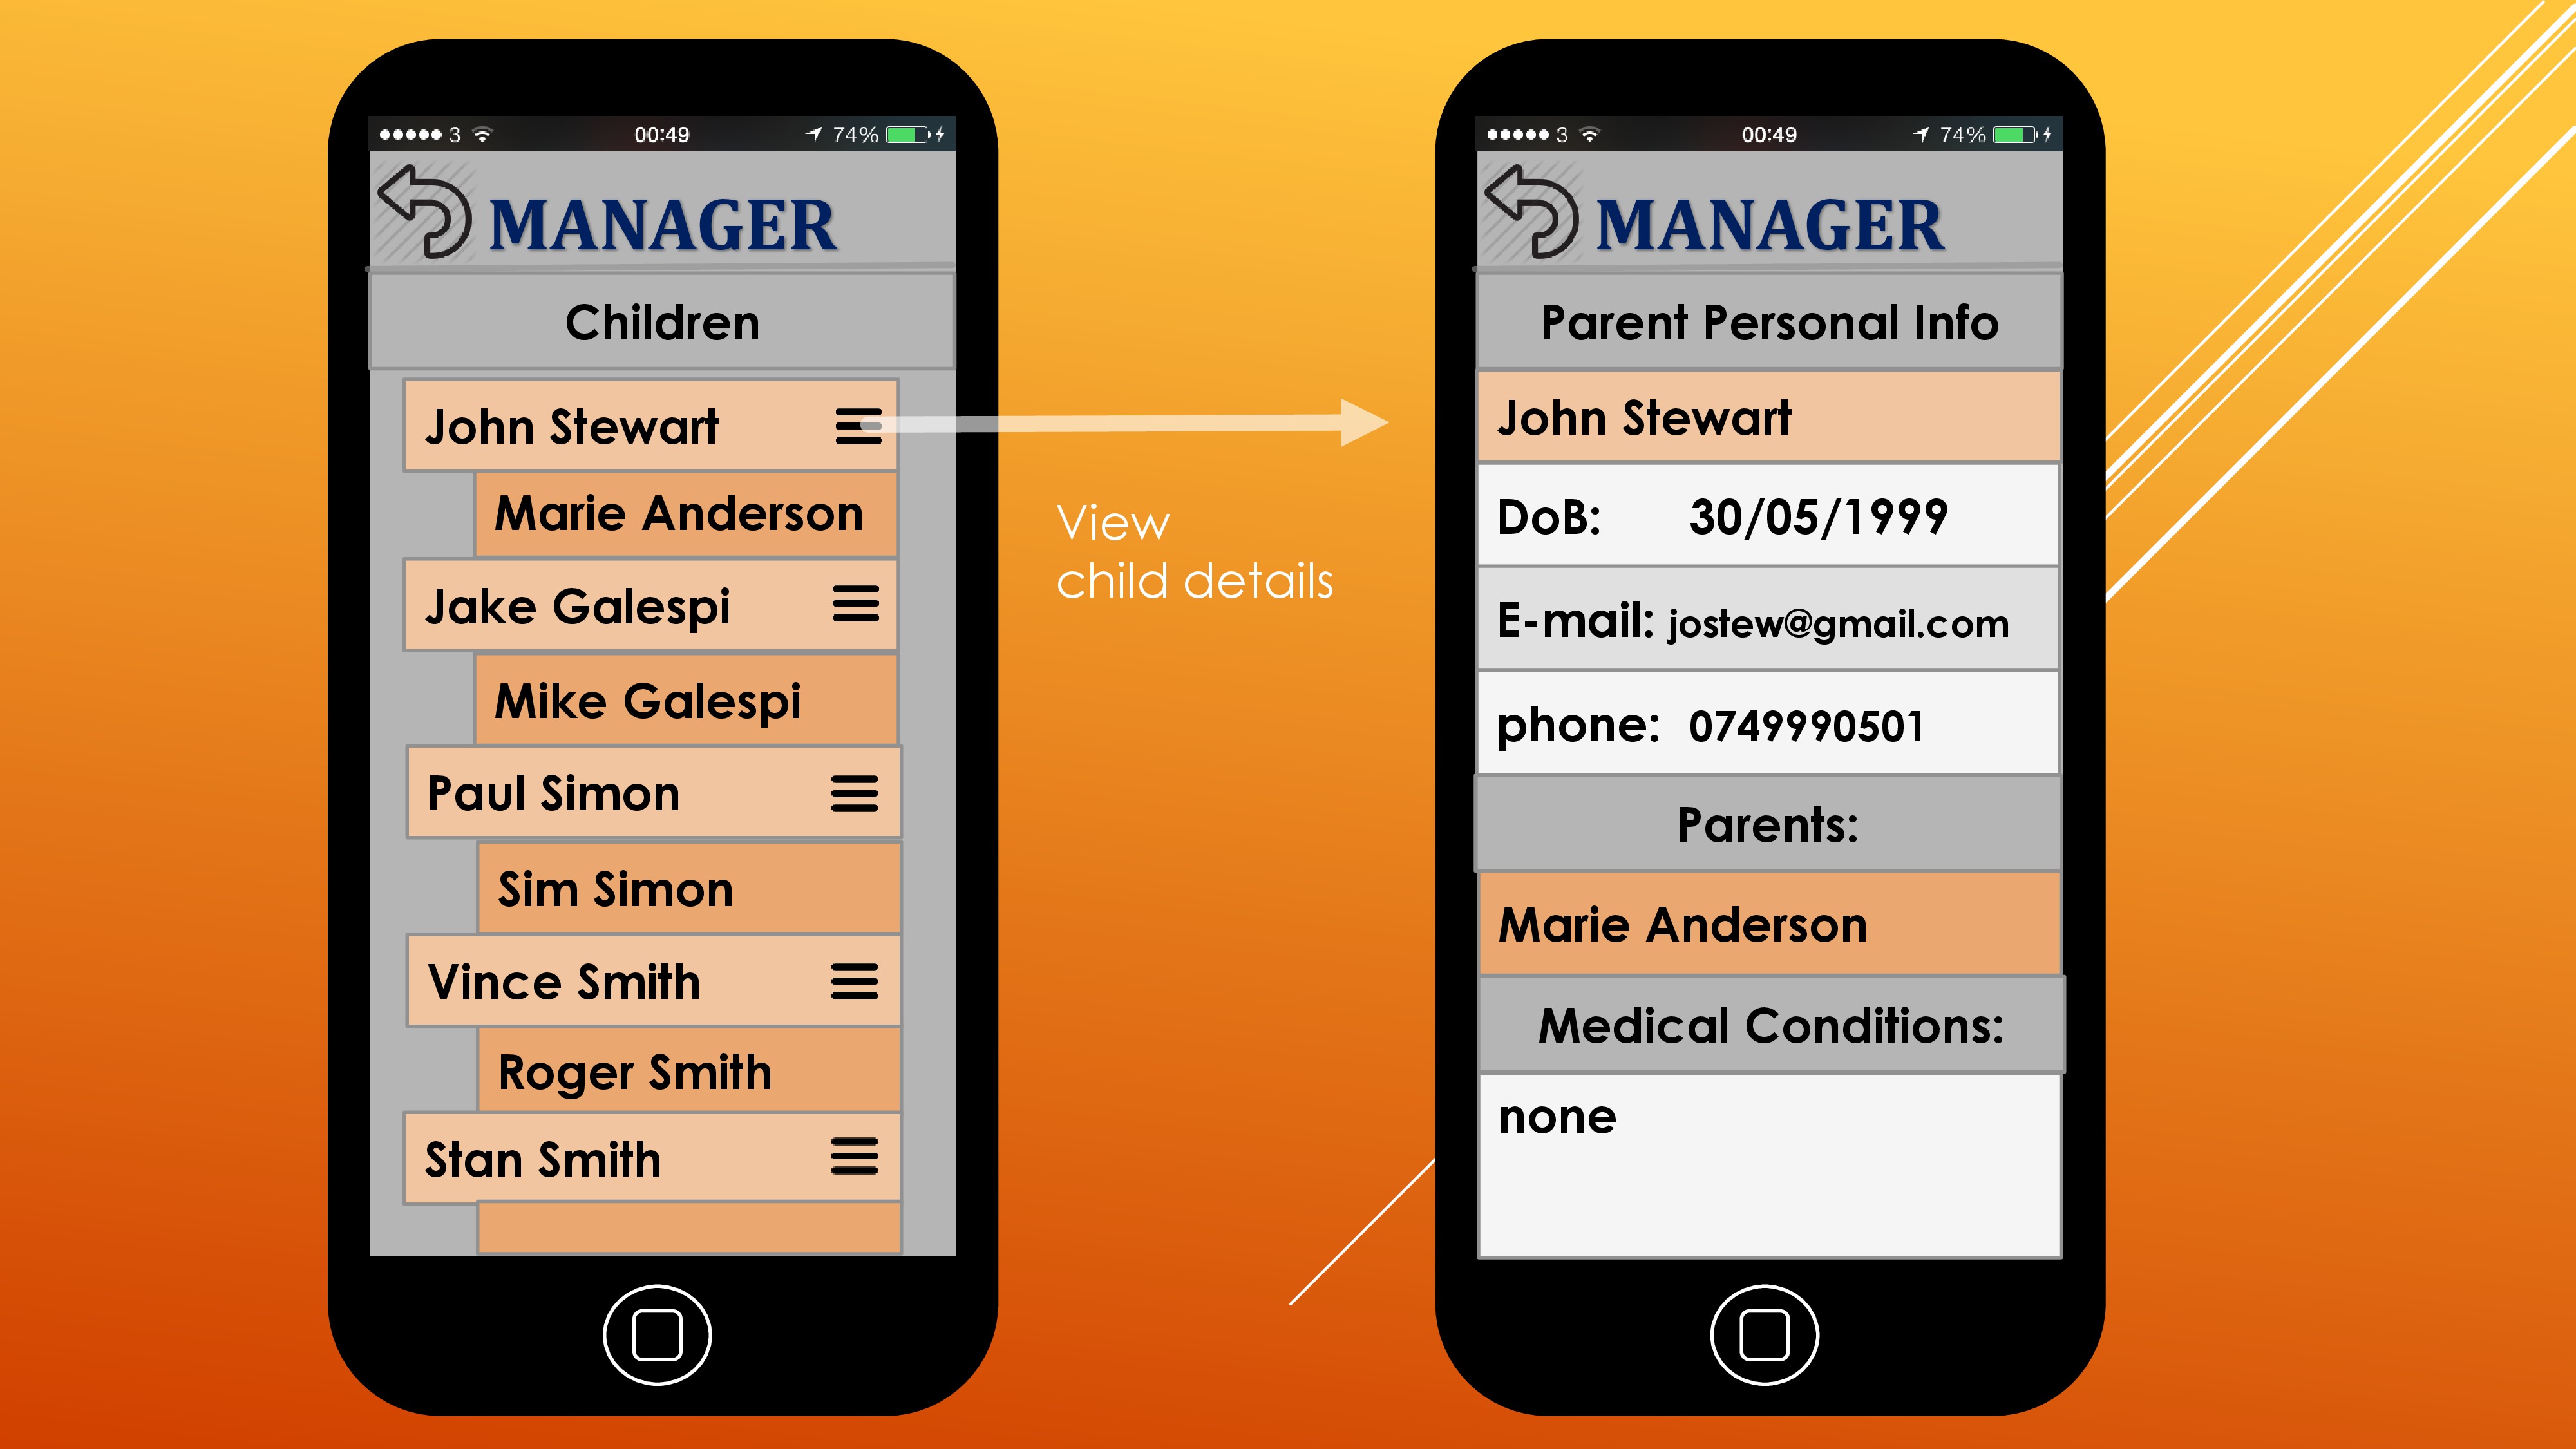 3 00:49 74%
MANAGER
Children
John Stewart
Marie Anderson
Jake Galespi
Mike Galespi
Paul Simon
Sim Simon
Vince Smith
Roger Smith
Stan Smith
View
child details
3 00:49 74%
MANAGER
Parent Personal Info
John Stewart
DoB: 30/05/1999
E-mail: jostew@gmail.com
phone: 0749990501
Parents:
Marie Anderson
Medical Conditions:
none